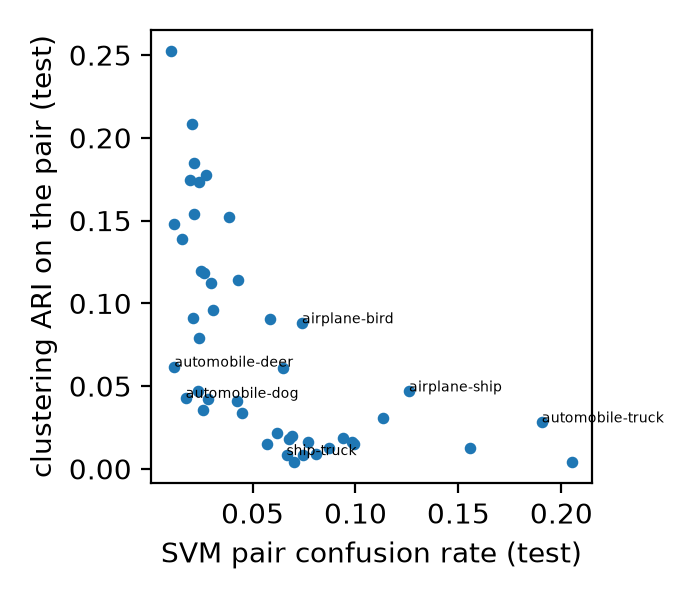 clustering ARI on the pair (test)
0.25
0.20
0.15
0.10
0.05
0.00
airplane-bird
automobile-deer
airplane-ship
automobile-dog
automobile-truck
ship-truck
0.05
0.10
0.15
0.20
SVM pair confusion rate (test)